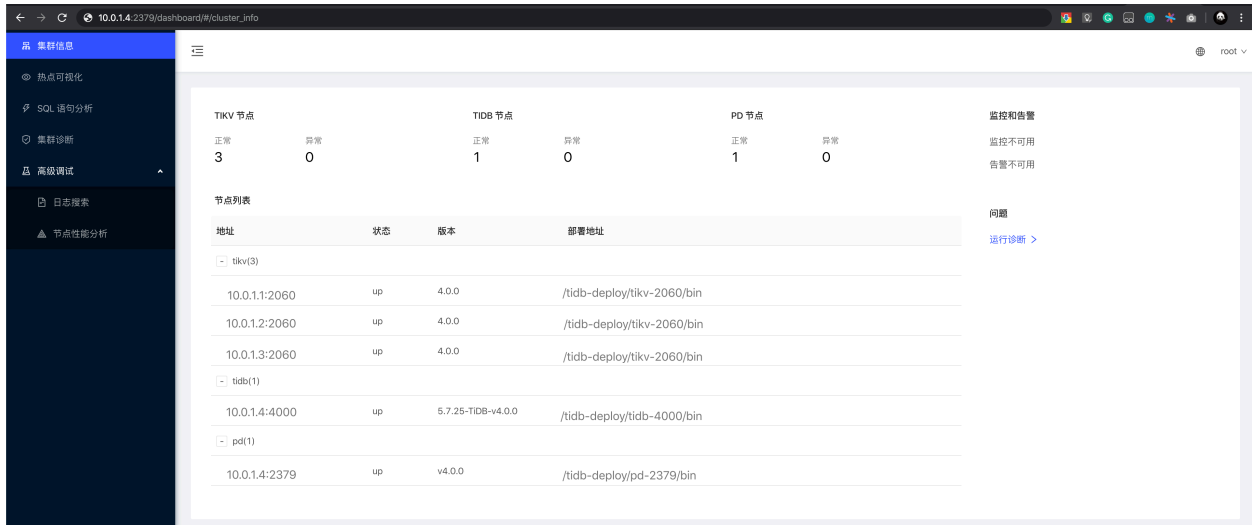 10.0.1.4:2379/dashboard/#/cluster_info
集群信息
热点可视化
SQL 语句分析
集群诊断
高级调试
日志搜索
节点性能分析
root
TIKV 节点
正常 异常
3 0
TIDB 节点
正常 异常
1 0
PD 节点
正常 异常
1 0
监控和告警
监控不可用
告警不可用
问题
运行诊断
节点列表
地址 状态 版本 部署地址
tikv(3)
10.0.1.1:2060 up 4.0.0 /tidb-deploy/tikv-2060/bin
10.0.1.2:2060 up 4.0.0 /tidb-deploy/tikv-2060/bin
10.0.1.3:2060 up 4.0.0 /tidb-deploy/tikv-2060/bin
tidb(1)
10.0.1.4:4000 up 5.7.25-TiDB-v4.0.0 /tidb-deploy/tidb-4000/bin
pd(1)
10.0.1.4:2379 up v4.0.0 /tidb-deploy/pd-2379/bin